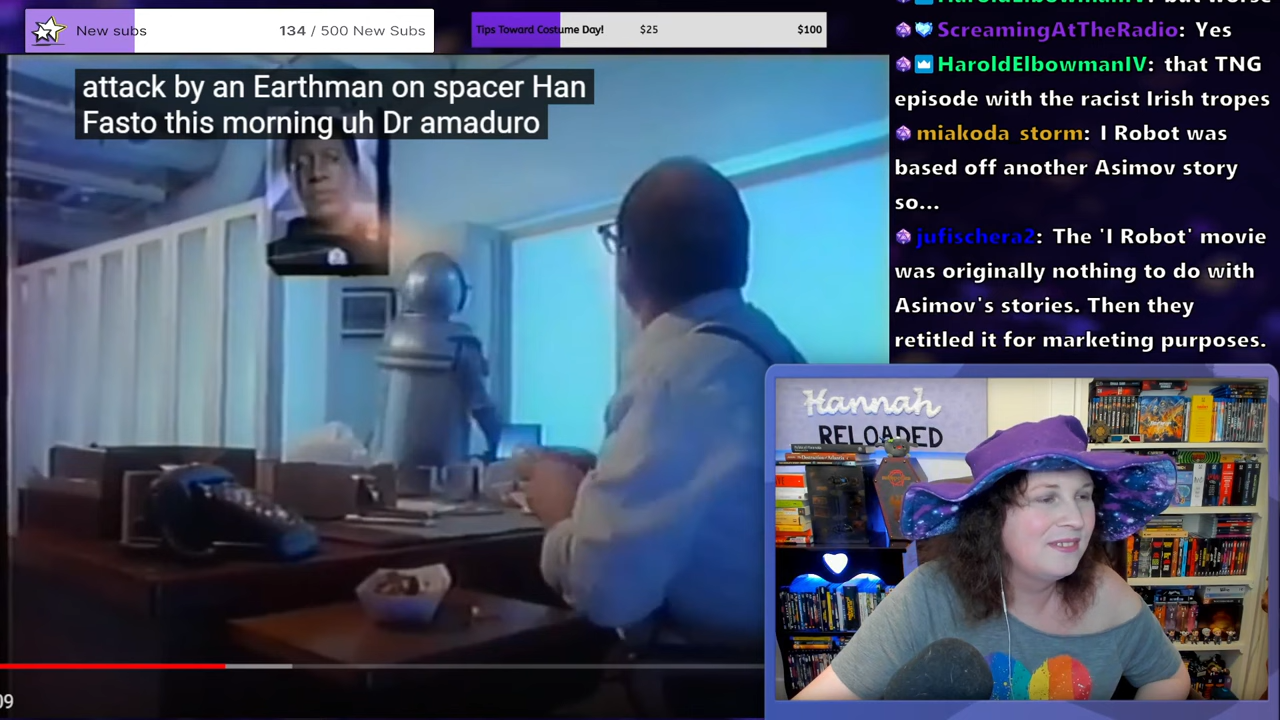 New subs
134 / 500 New Subs
Tips Toward Costume Day!
$25
$100
attack by an Earthman on spacer Han
Fasto this morning uh Dr amaduro
ScreamingAtTheRadio: Yes
HaroldElbowmanIV: that TNG
episode with the racist Irish tropes
miakoda_storm: I Robot was
based off another Asimov story
so...
jufischera2: The 'I Robot' movie
was originally nothing to do with
Asimov's stories. Then they
retitled it for marketing purposes.
Hannah
RELOADED
09